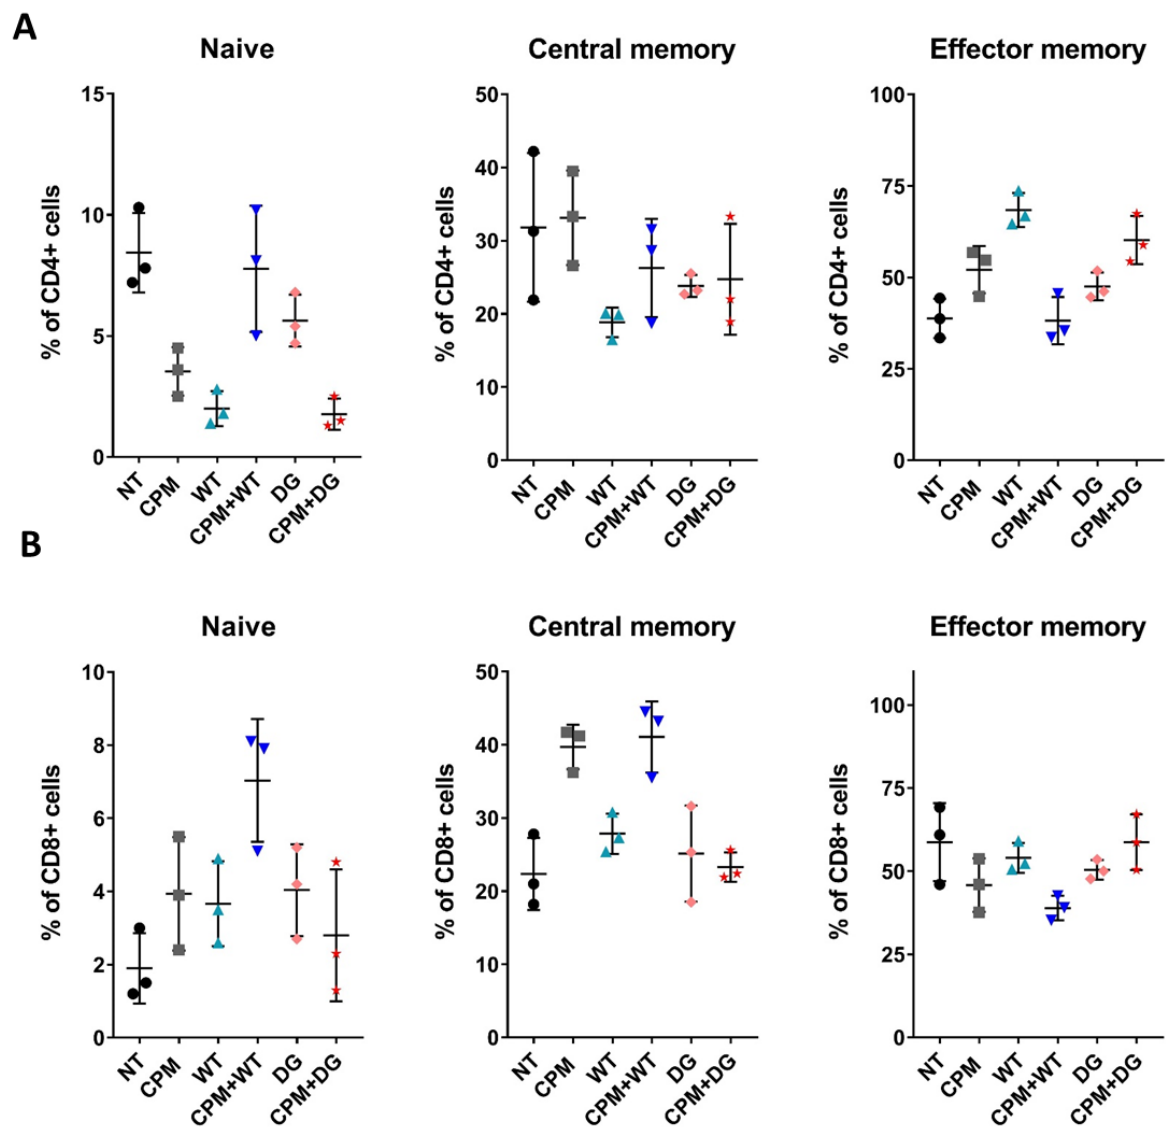 A
Naive
Central memory
Effector memory
% of CD4+ cells
15
10
5
0
NT
CPM
WT
CPM+WT
DG
CPM+DG
% of CD4+ cells
50
40
30
20
10
0
NT
CPM
WT
CPM+WT
DG
CPM+DG
% of CD4+ cells
100
75
50
25
0
NT
CPM
WT
CPM+WT
DG
CPM+DG
B
Naive
Central memory
Effector memory
% of CD8+ cells
10
8
6
4
2
0
NT
CPM
WT
CPM+WT
DG
CPM+DG
% of CD8+ cells
50
40
30
20
10
0
NT
CPM
WT
CPM+WT
DG
CPM+DG
% of CD8+ cells
100
75
50
25
0
NT
CPM
WT
CPM+WT
DG
CPM+DG